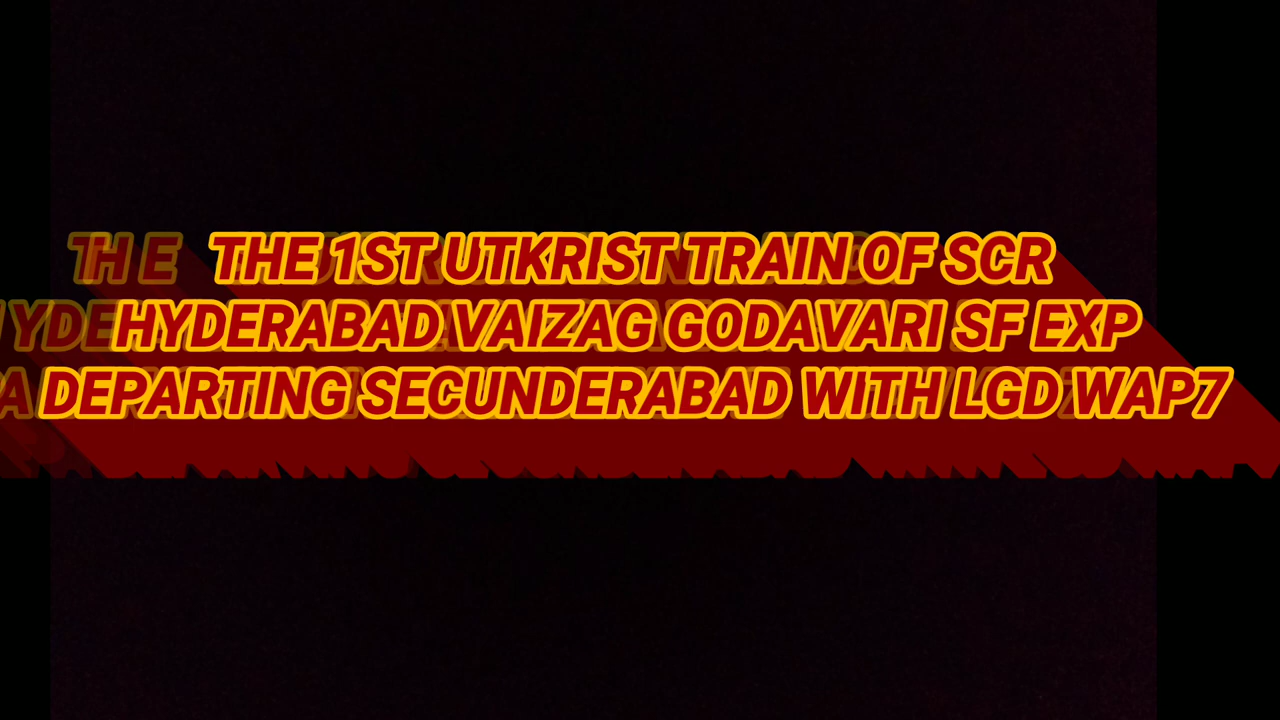 THE 1ST UTKRIST TRAIN OF SCR
HYDERABAD VAIZAG GODAVARI SF EXP
DEPARTING SECUNDERABAD WITH LGD WAP7